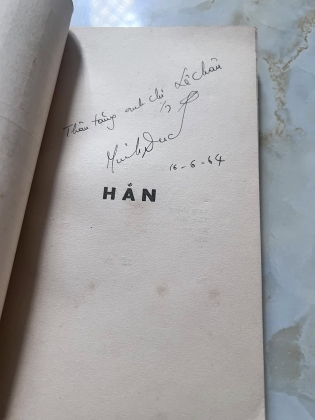 Thân tặng anh chị Lê Châu
Minh Đức
16-6-64
HẮN